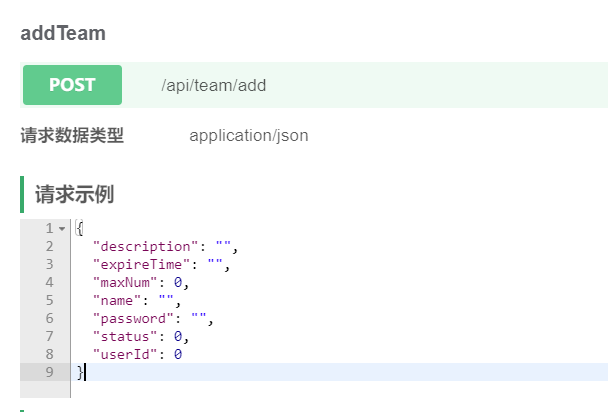 addTeam
POST /api/team/add
请求数据类型 application/json
请求示例
1 {
2 "description": "",
3 "expireTime": "",
4 "maxNum": 0,
5 "name": "",
6 "password": "",
7 "status": 0,
8 "userId": 0
9 }